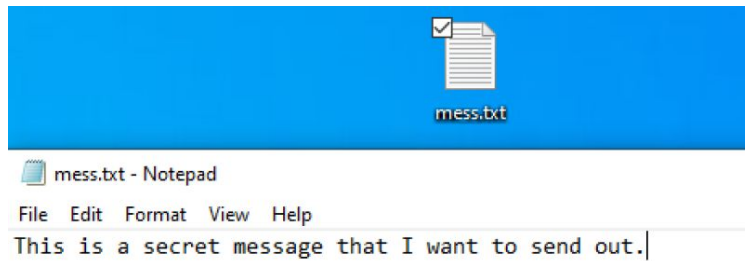 mess.txt
mess.txt - Notepad
File Edit Format View Help
This is a secret message that I want to send out.